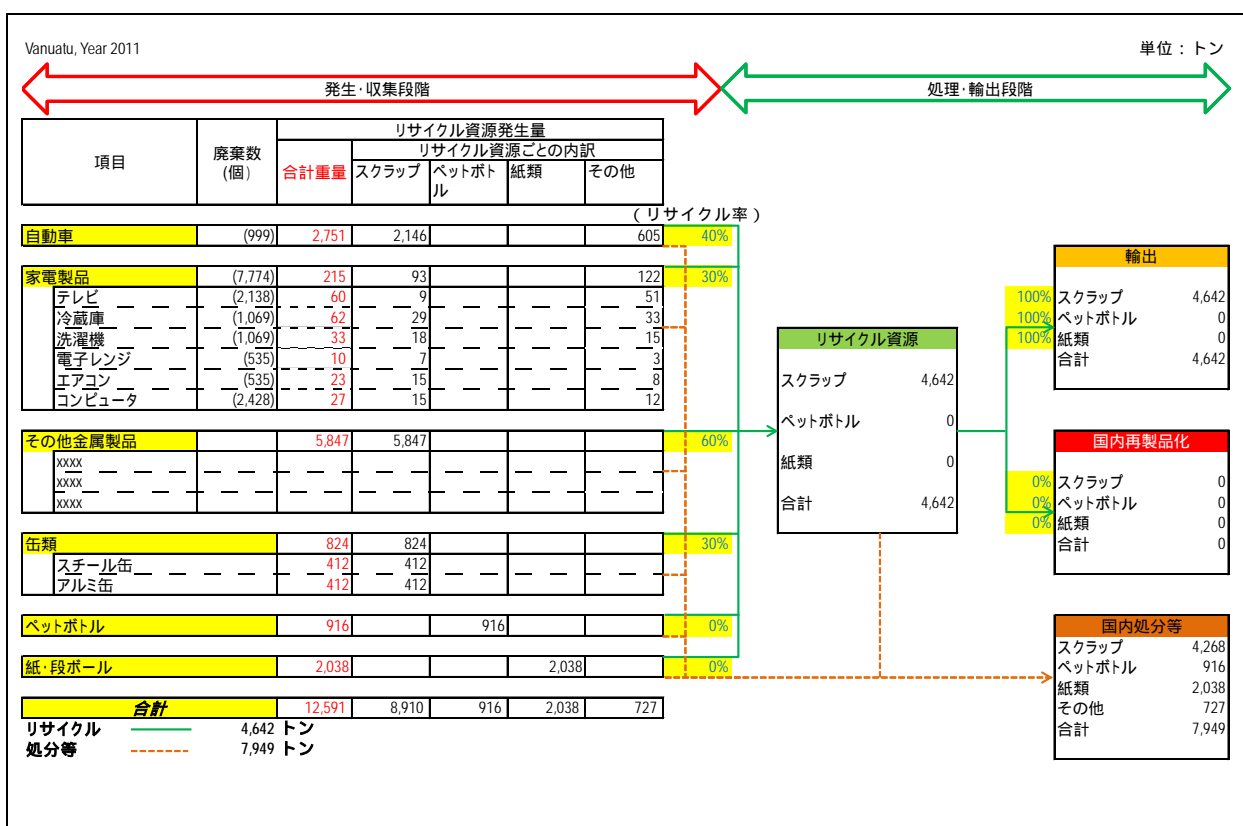 Vanuatu, Year 2011 単位：トン
発生・収集段階 処理・輸出段階
リサイクル資源発生量
項目 廃棄数 リサイクル資源ごとの内訳
(個) 合計重量 スクラップ ペットボト 紙類 その他
ル
（リサイクル率）
自動車 (999) 2,751 2,146 605 40%
輸出
家電製品 (7,774) 215 93 122 30%
テレビ (2,138) 60 9 51 100% スクラップ 4,642
冷蔵庫 (1,069) 62 29 33 100% ペットボトル 0
洗濯機 (1,069) 33 18 15 リサイクル資源 100% 紙類 0
電子レンジ (535) 10 7 3 合計 4,642
エアコン (535) 23 15 8 スクラップ 4,642
コンピュータ (2,428) 27 15 12
ペットボトル 0
その他金属製品 5,847 5,847 60% 国内再製品化
xxxx 紙類 0
xxxx 0% スクラップ 0
xxxx 合計 4,642 0% ペットボトル 0
0% 紙類 0
缶類 824 824 30% 合計 0
スチール缶 412 412
アルミ缶 412 412
ペットボトル 916 916 0% 国内処分等
スクラップ 4,268
ペットボトル 916
紙・段ボール 2,038 2,038 0% 紙類 2,038
その他 727
合計 12,591 8,910 916 2,038 727 合計 7,949
リサイクル 4,642 トン
処分等 7,949 トン